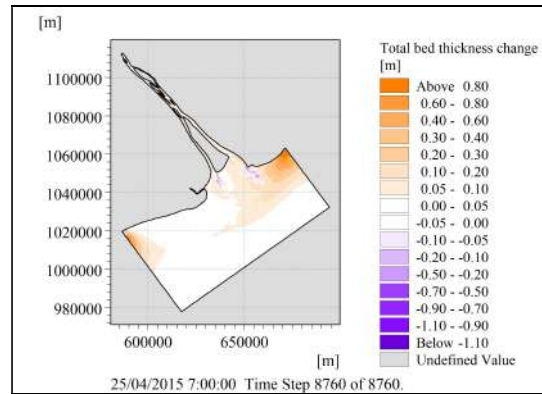 [m]
1100000
1080000
1060000
1040000
1020000
1000000
980000
600000 650000
[m]
25/04/2015 7:00:00 Time Step 8760 of 8760.
Total bed thickness change
[m]
Above 0.80
0.60 - 0.80
0.40 - 0.60
0.30 - 0.40
0.20 - 0.30
0.10 - 0.20
0.05 - 0.10
0.00 - 0.05
-0.05 - 0.00
-0.10 - -0.05
-0.20 - -0.10
-0.50 - -0.20
-0.70 - -0.50
-0.90 - -0.70
-1.10 - -0.90
Below -1.10
Undefined Value